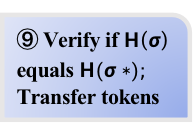 ⑨ Verify if H(σ)
equals H(σ *);
Transfer tokens